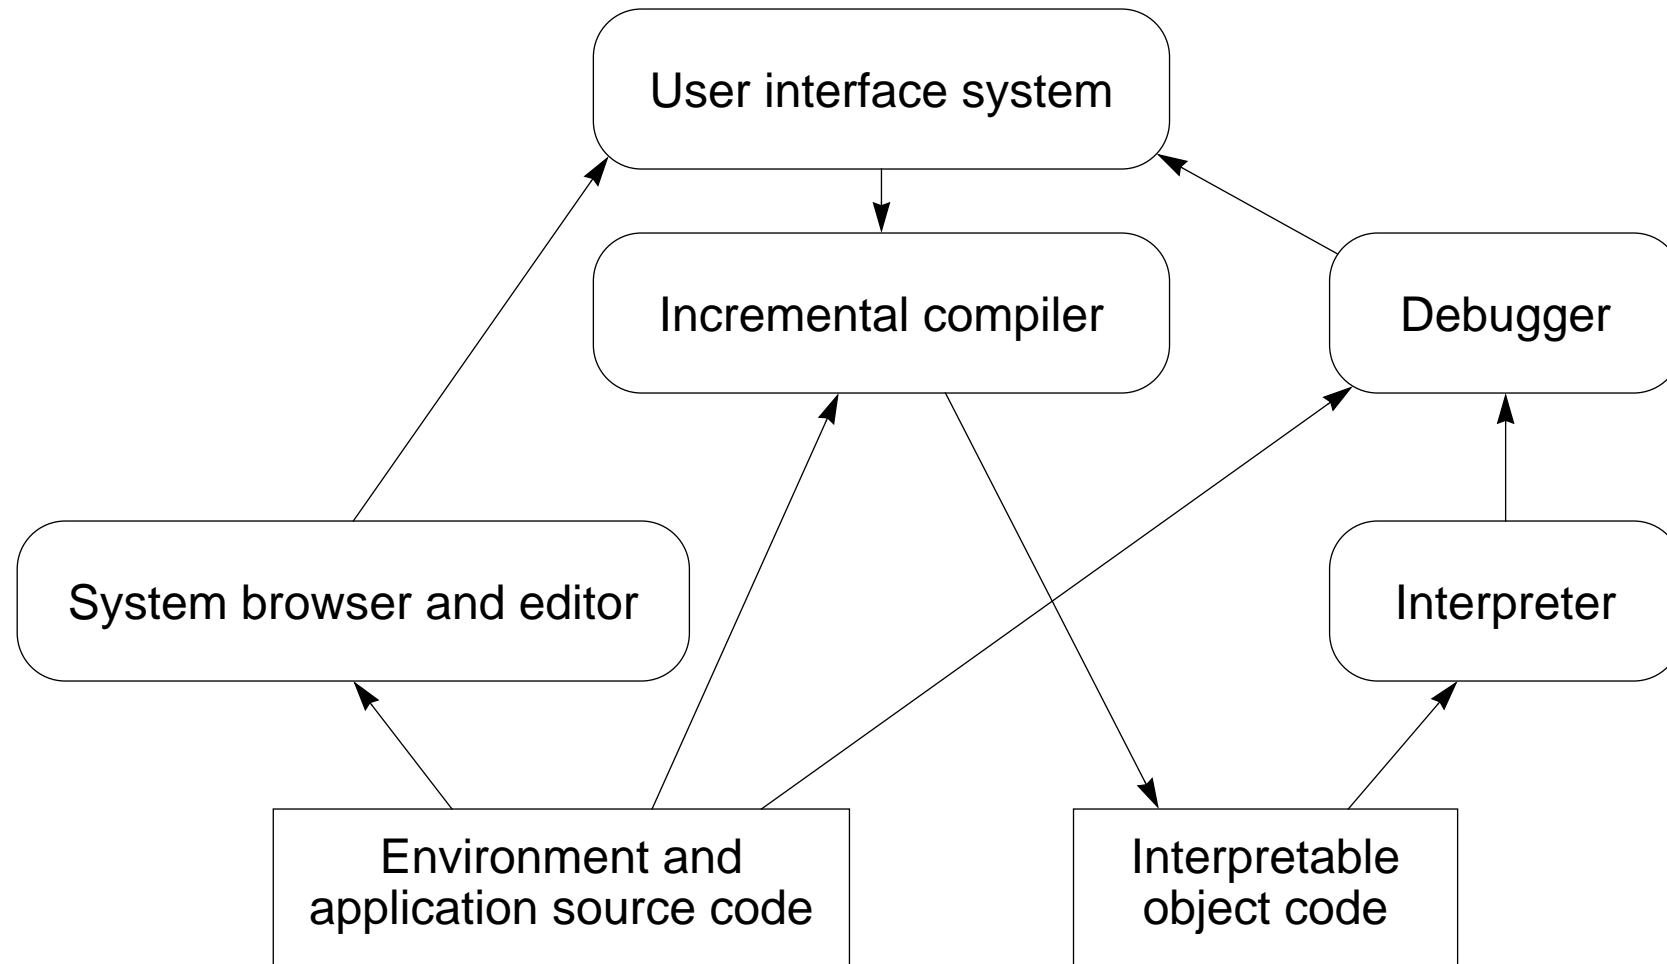 User interface system
Incremental compiler
Debugger
System browser and editor
Interpreter
Environment and
application source code
Interpretable
object code